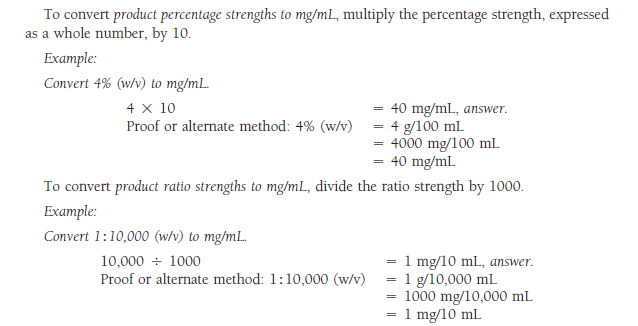 To convert product percentage strengths to mg/mL, multiply the percentage strength, expressed
as a whole number, by 10.
Example:
Convert 4% (w/v) to mg/mL.
4 × 10 = 40 mg/mL, answer.
Proof or alternate method: 4% (w/v) = 4 g/100 mL
= 4000 mg/100 mL
= 40 mg/mL
To convert product ratio strengths to mg/mL, divide the ratio strength by 1000.
Example:
Convert 1:10,000 (w/v) to mg/mL.
10,000 ÷ 1000 = 1 mg/10 mL, answer.
Proof or alternate method: 1:10,000 (w/v) = 1 g/10,000 mL
= 1000 mg/10,000 mL
= 1 mg/10 mL